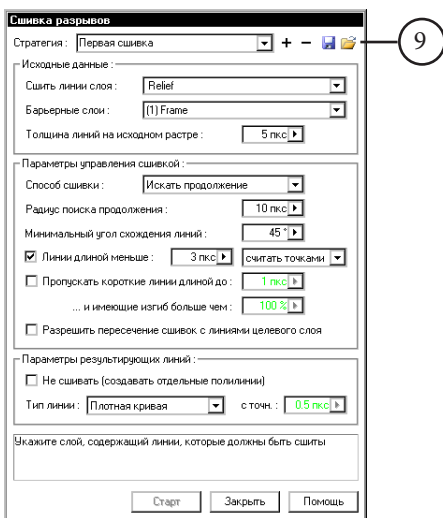 Сшивка разрывов
Стратегия : Первая сшивка + −
9
Исходные данные :
Сшить линии слоя : Relief
Барьерные слои : (1) Frame
Толщина линий на исходном растре : 5 пкс
Параметры управления сшивкой :
Способ сшивки : Искать продолжение
Радиус поиска продолжения : 10 пкс
Минимальный угол схождения линий : 45 °
Линии длиной меньше : 3 пкс считать точками
Пропускать короткие линии длиной до : 1 пкс
... и имеющие изгиб больше чем : 100 %
Разрешить пересечение сшивок с линиями целевого слоя
Параметры результирующих линий :
Не сшивать (создавать отдельные полилинии)
Тип линии : Плотная кривая с точн. : 0.5 пкс
Укажите слой, содержащий линии, которые должны быть сшиты
Старт Закрыть Помощь